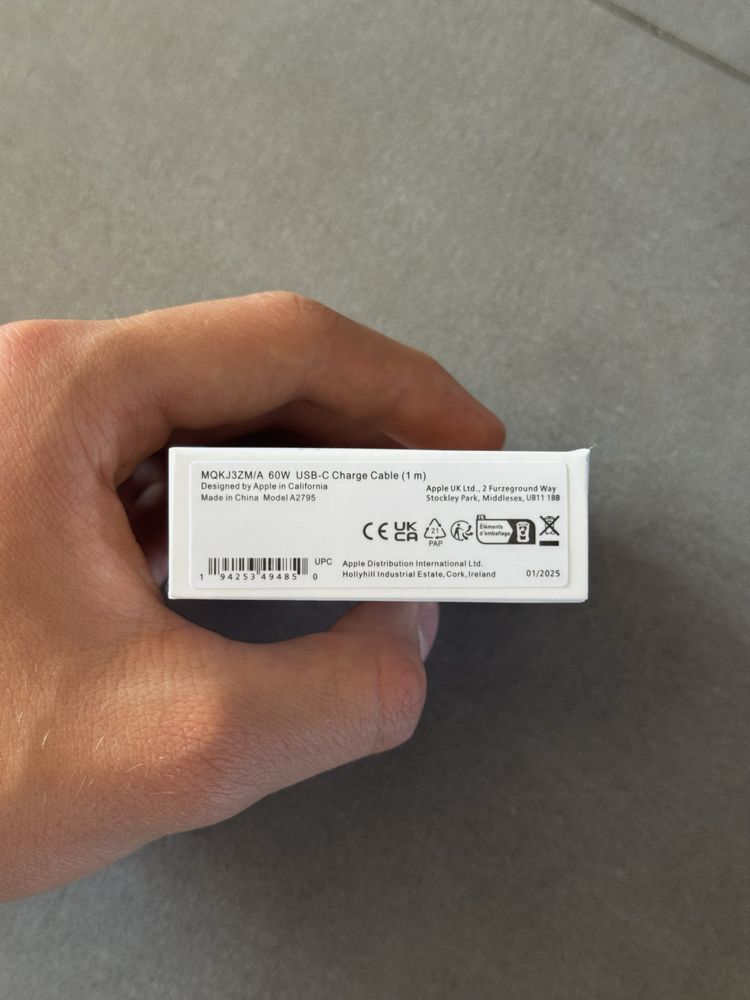 MQKJ3ZM/A 60W USB-C Charge Cable (1 m)
Designed by Apple in California
Made in China Model A2795
Apple UK Ltd., 2 Furzeground Way
Stockley Park, Middlesex, UB11 1BB
CE UK CA
21
PAP
FR
Éléments
d'emballage
UPC
1 94253 49485 0
Apple Distribution International Ltd.
Hollyhill Industrial Estate, Cork, Ireland
01/2025